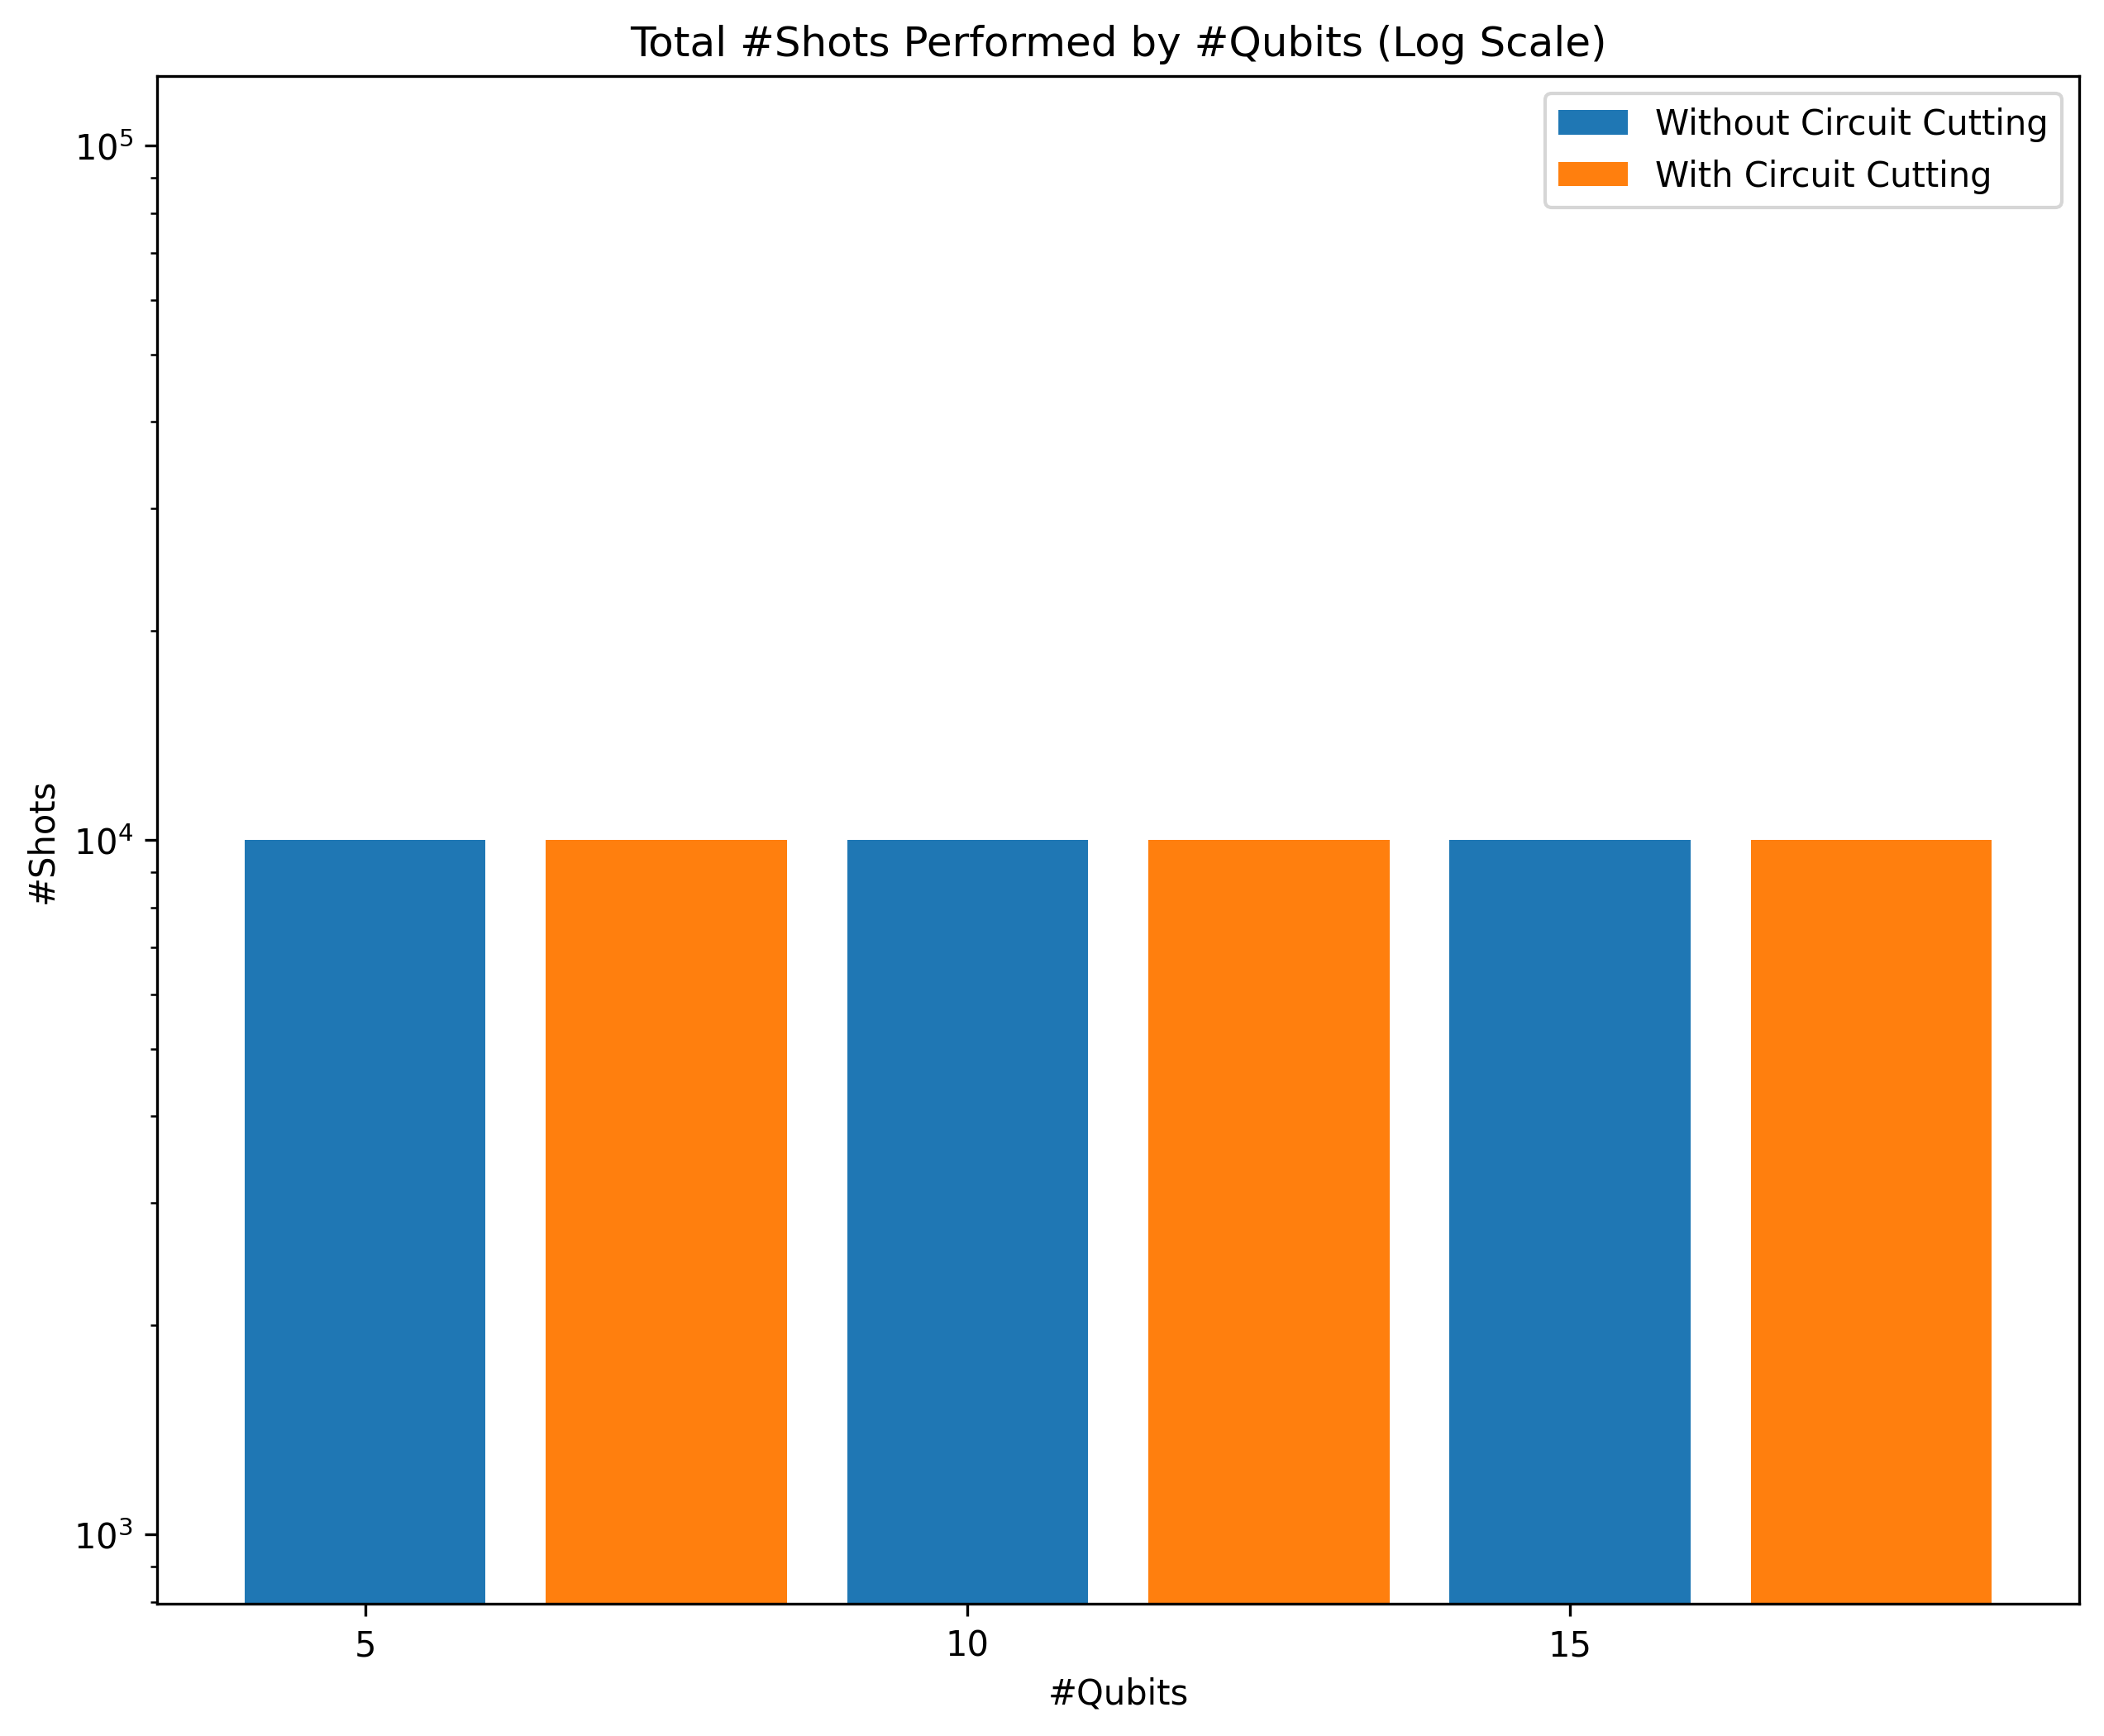 Total #Shots Performed by #Qubits (Log Scale)
Without Circuit Cutting
With Circuit Cutting
10⁵
10⁴
10³
#Shots
5 10 15
#Qubits